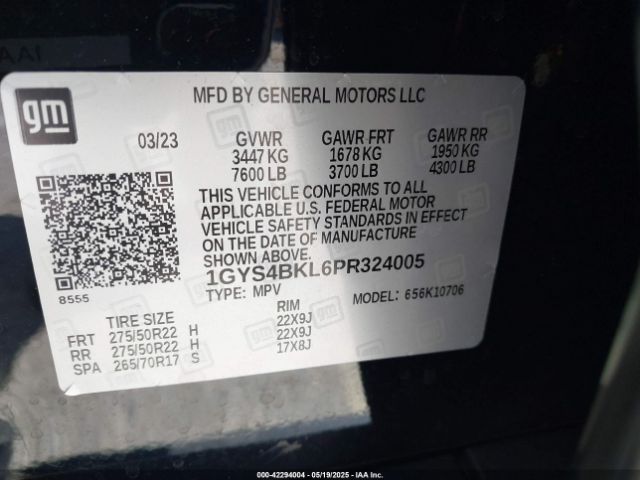 gm
MFD BY GENERAL MOTORS LLC
03/23 GVWR GAWR FRT GAWR RR
3447 KG 1678 KG 1950 KG
7600 LB 3700 LB 4300 LB
THIS VEHICLE CONFORMS TO ALL
APPLICABLE U.S. FEDERAL MOTOR
VEHICLE SAFETY STANDARDS IN EFFECT
ON THE DATE OF MANUFACTURE
SHOWN ABOVE.
1GYS4BKL6PR324005
8555
TYPE: MPV MODEL: 656K10706
TIRE SIZE RIM
FRT 275/50R22 H 22X9J
RR 275/50R22 H 22X9J
SPA 265/70R17 S 17X8J
000-42294004 - 05/19/2025 - IAA Inc.